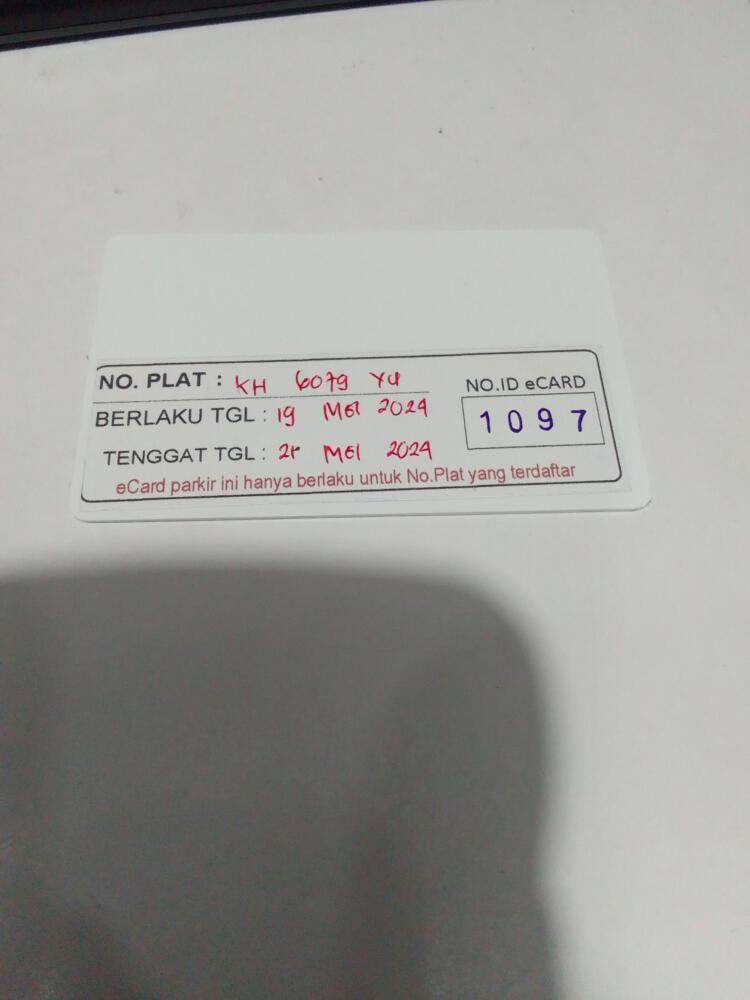 NO. PLAT : KH 6079 YU
BERLAKU TGL : 19 MEI 2024
TENGGAT TGL : MEI 2024
eCard parkir ini hanya berlaku untuk No.Plat yang terdaftar
NO.ID eCARD
1097